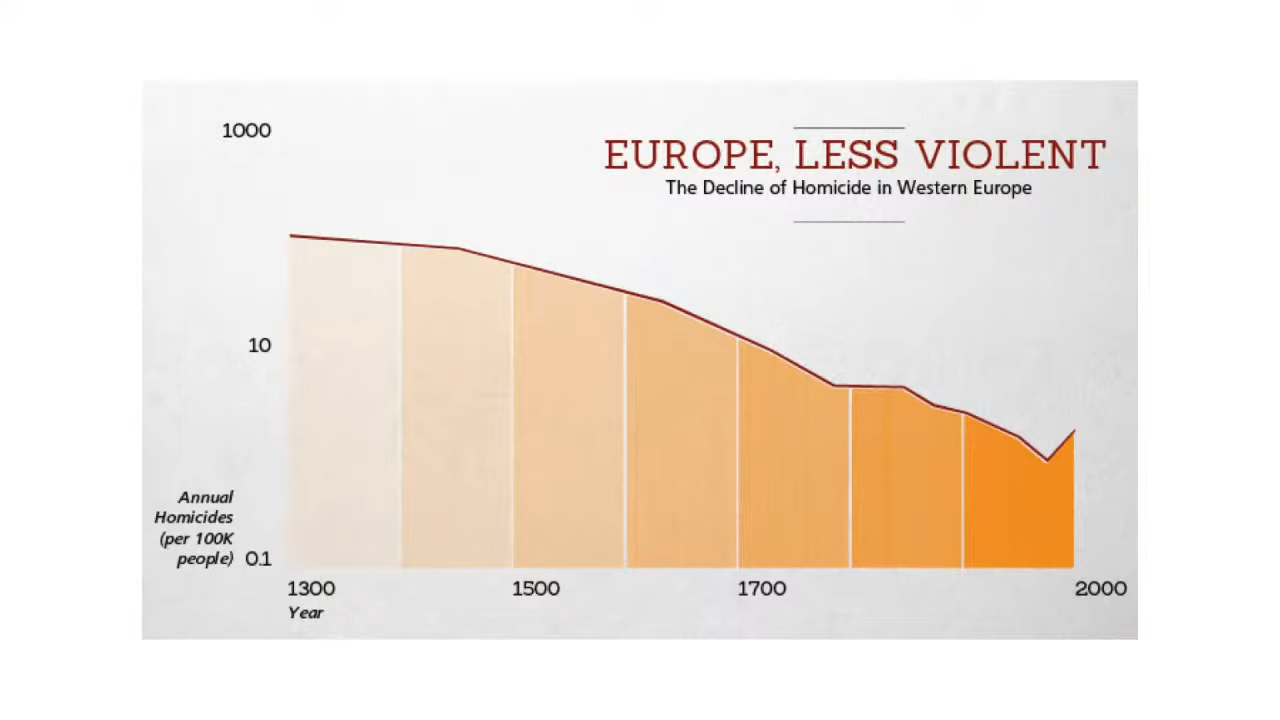 EUROPE, LESS VIOLENT
The Decline of Homicide in Western Europe
1000
10
0.1
Annual
Homicides
(per 100K
people)
1300
1500
1700
2000
Year